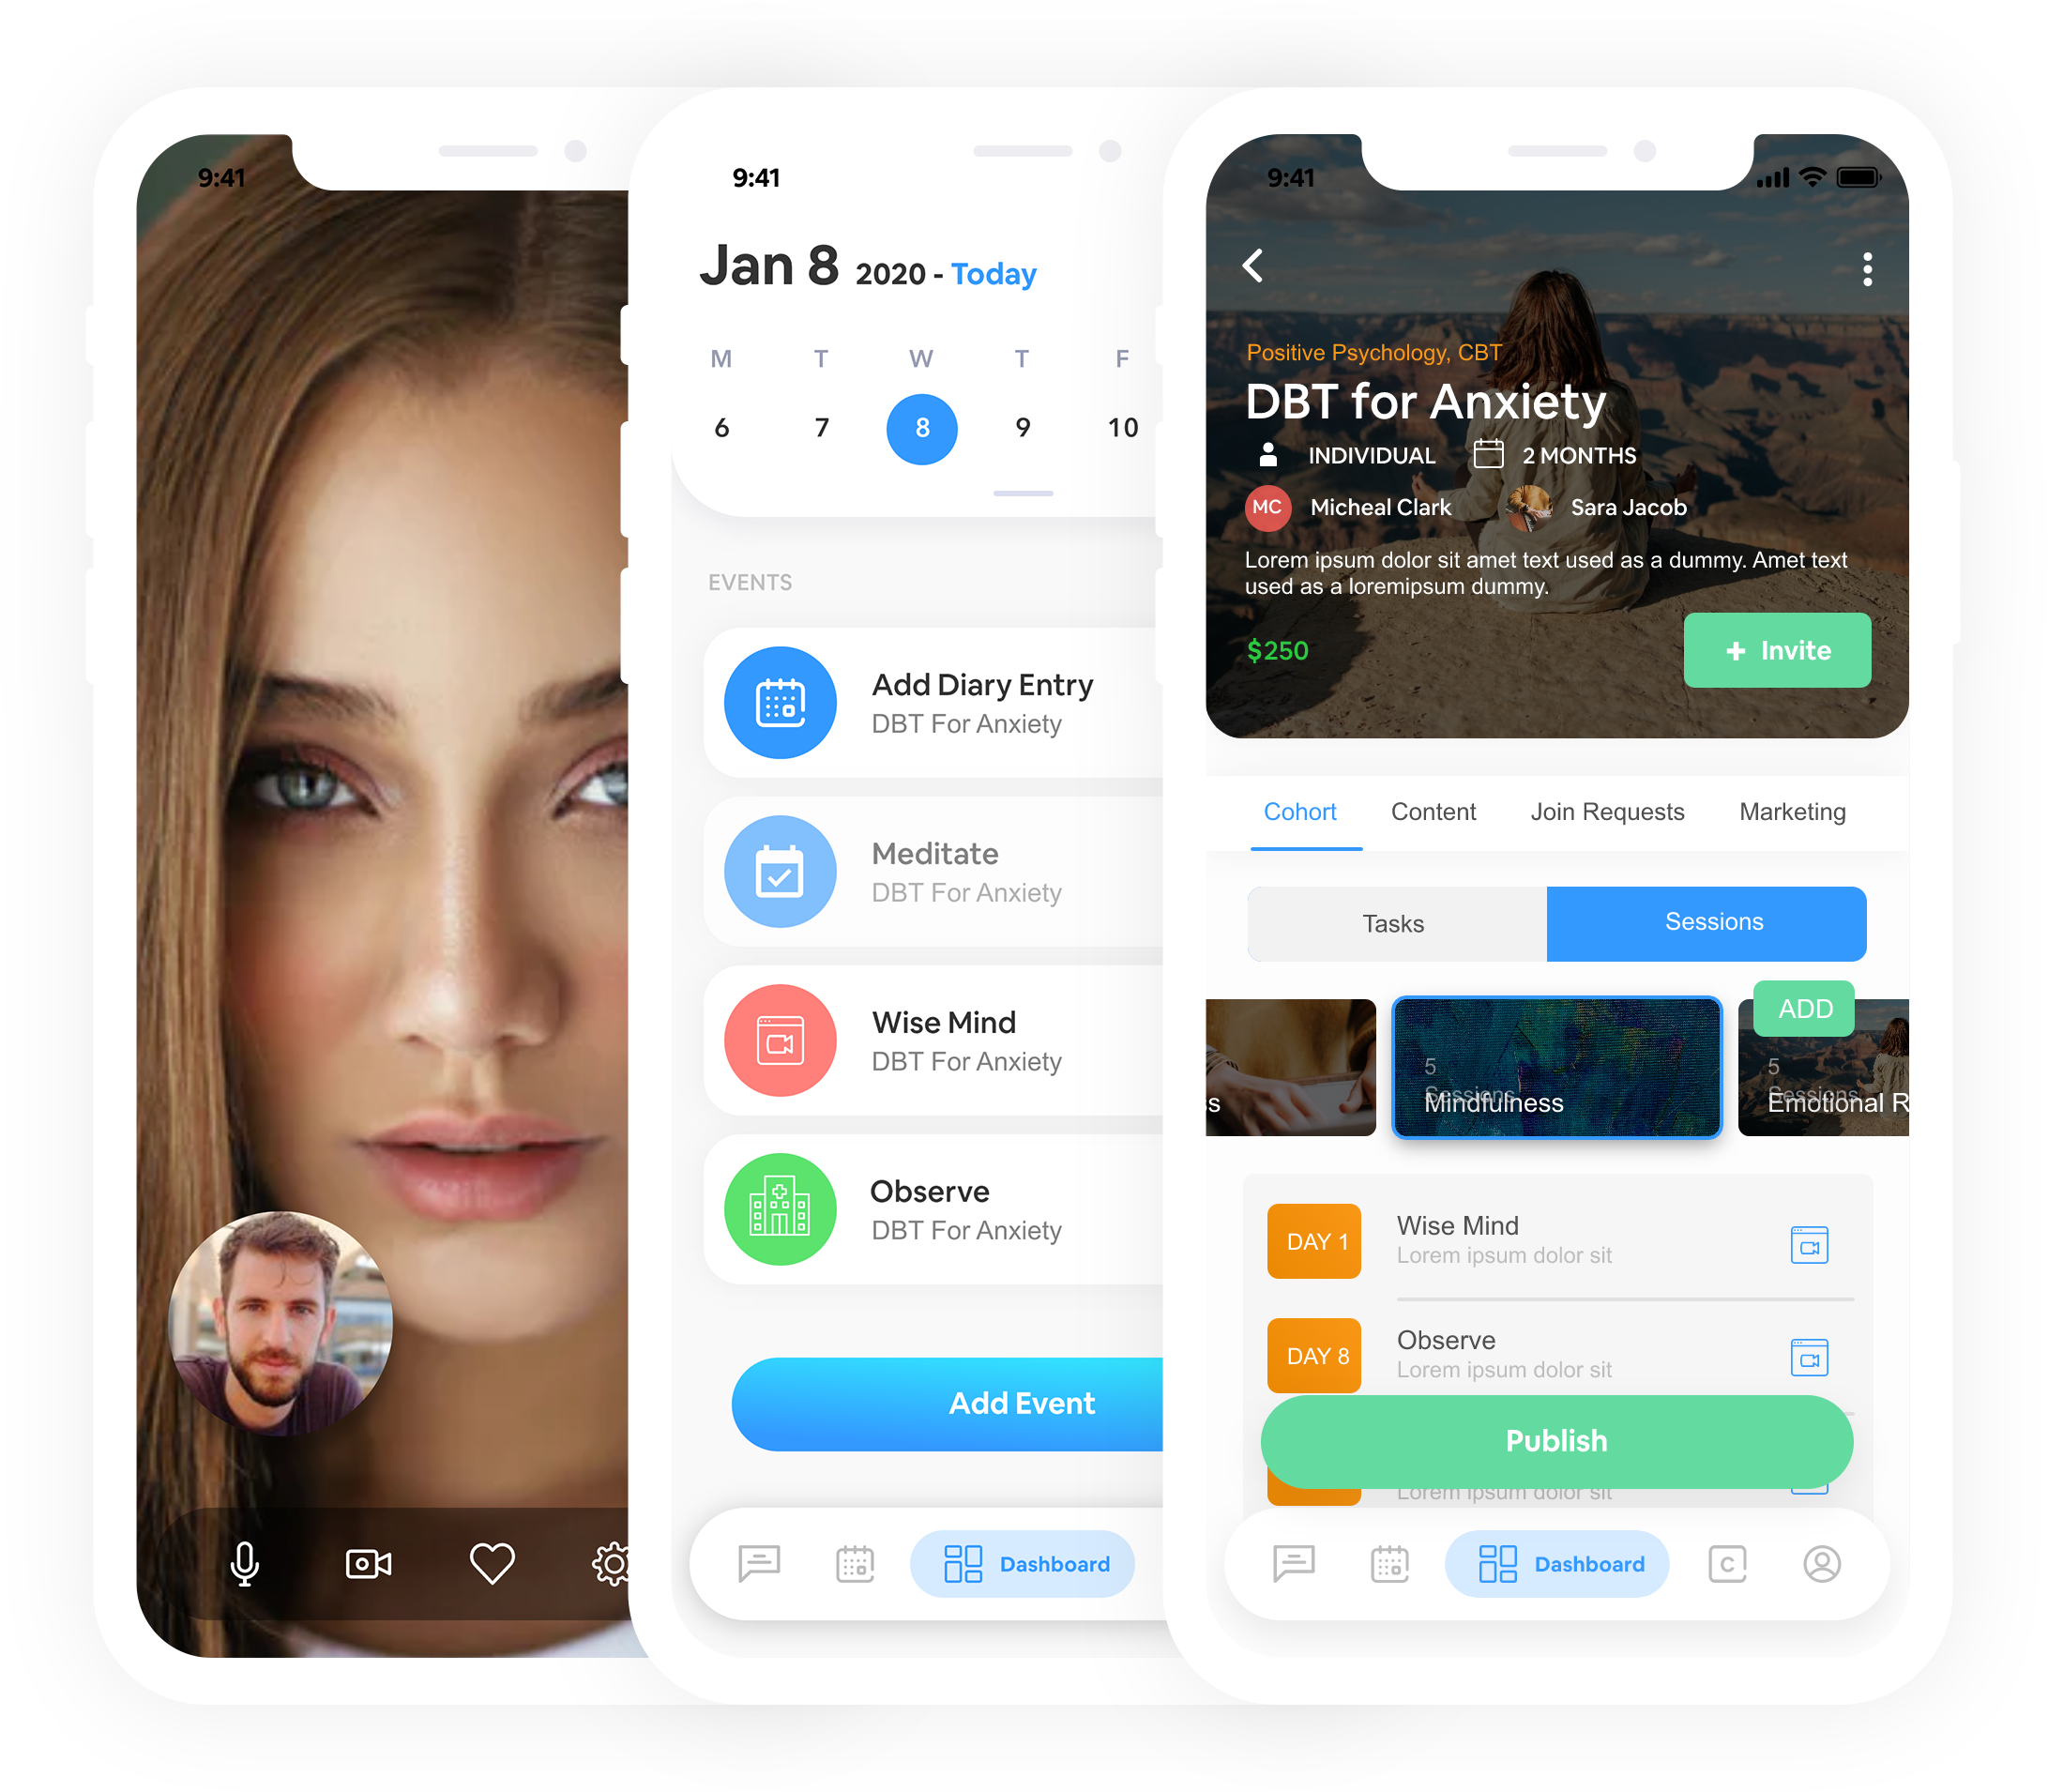 9:41
9:41
Jan 8 2020 - Today
M T W T F
6 7 8 9 10
EVENTS
Add Diary Entry
DBT For Anxiety
Meditate
DBT For Anxiety
Wise Mind
DBT For Anxiety
Observe
DBT For Anxiety
Add Event
Dashboard
9:41
Positive Psychology, CBT
DBT for Anxiety
INDIVIDUAL 2 MONTHS
MC Micheal Clark Sara Jacob
Lorem ipsum dolor sit amet text used as a dummy. Amet text
used as a loremipsum dummy.
$250 + Invite
Cohort Content Join Requests Marketing
Tasks Sessions
ADD
5 5
Sessions Sessions
s Mindfulness Emotional R
DAY 1 Wise Mind
Lorem ipsum dolor sit
DAY 8 Observe
Lorem ipsum dolor sit
Publish
Lorem ipsum dolor sit
Dashboard C